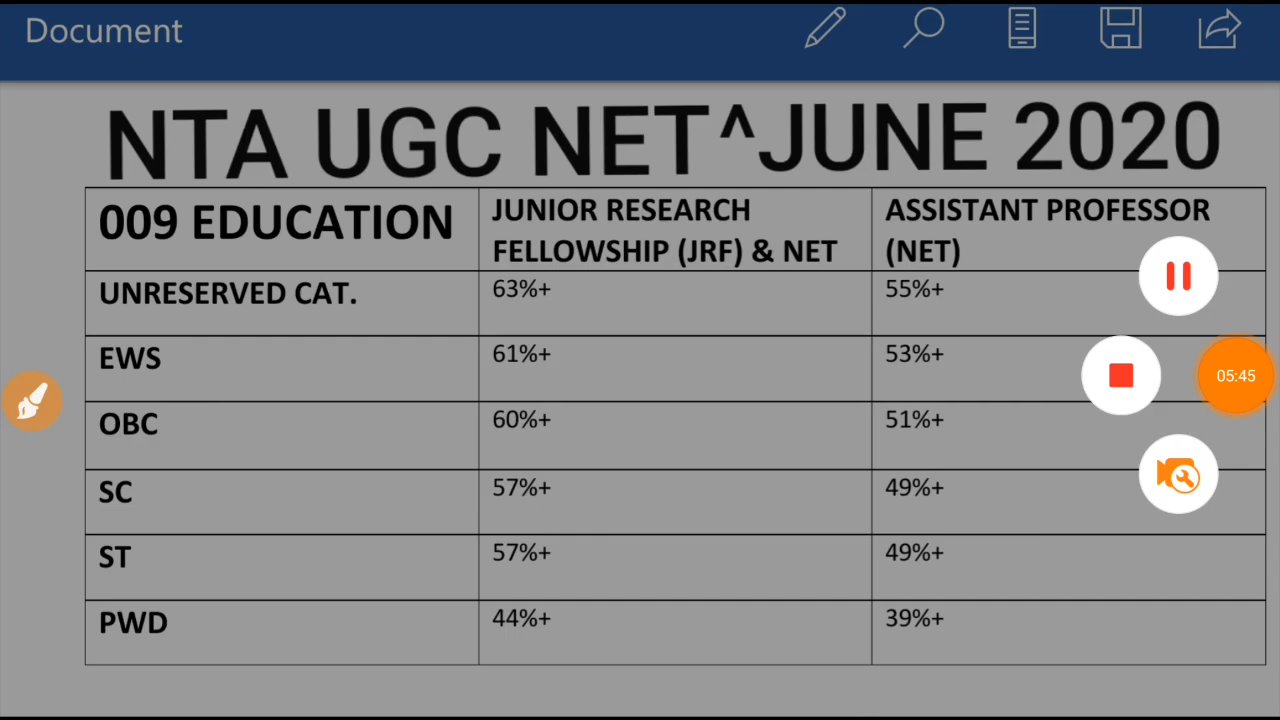 Document
NTA UGC NET^JUNE 2020
009 EDUCATION
JUNIOR RESEARCH
FELLOWSHIP (JRF) & NET
ASSISTANT PROFESSOR
(NET)
UNRESERVED CAT.
63%+
55%+
EWS
61%+
53%+
05:45
OBC
60%+
51%+
SC
57%+
49%+
ST
57%+
49%+
PWD
44%+
39%+